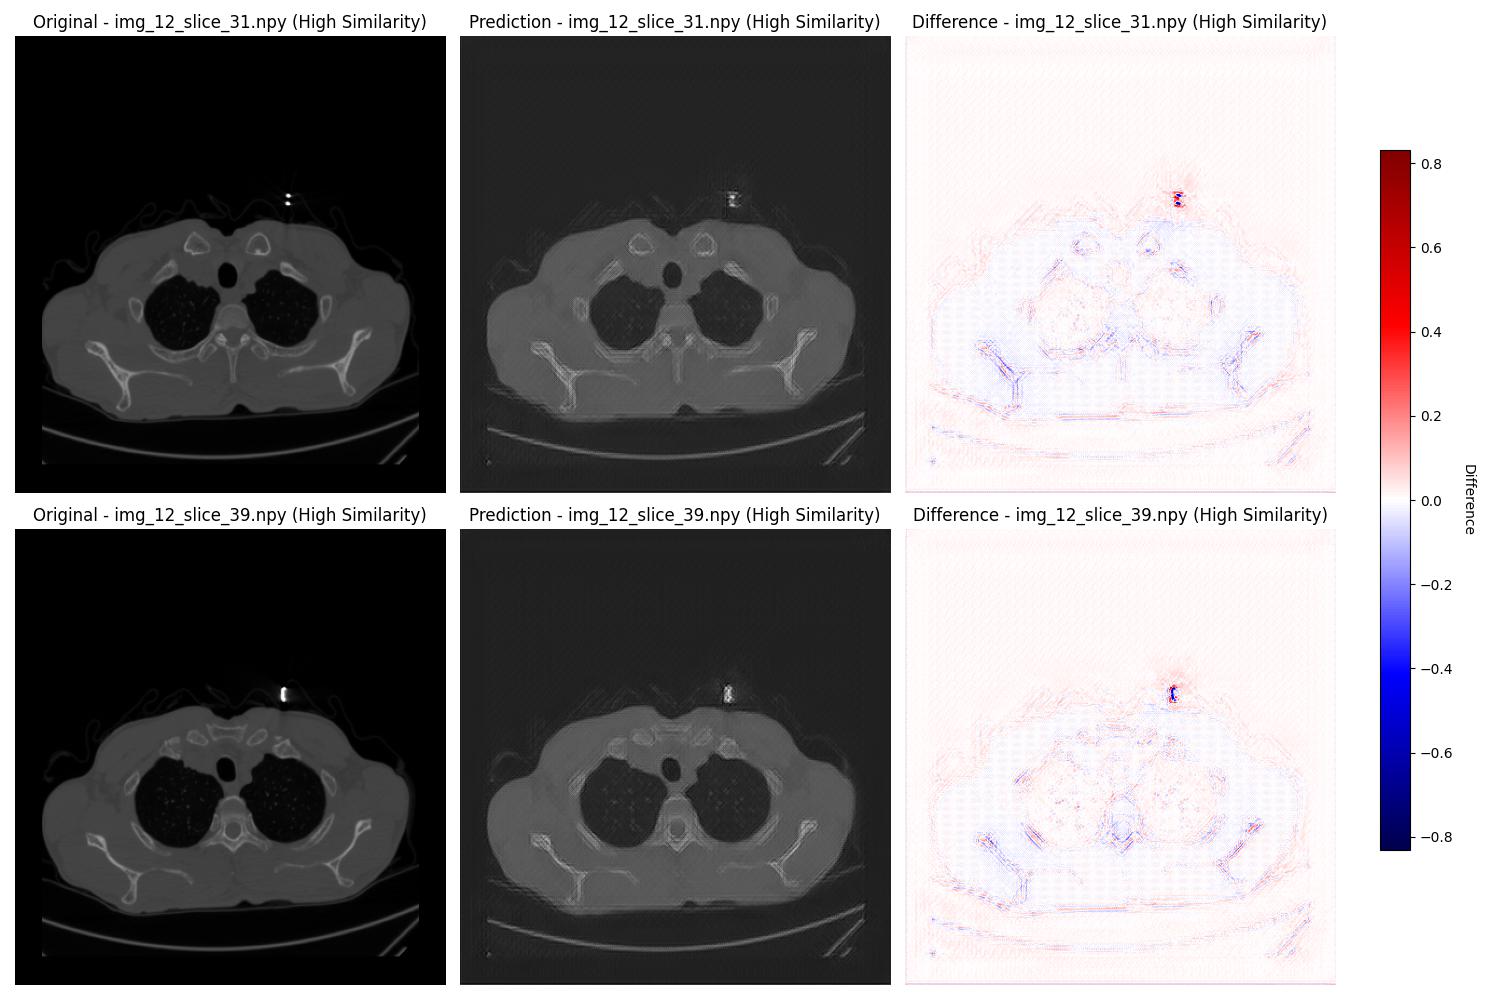 Original - img_12_slice_31.npy (High Similarity)
Prediction - img_12_slice_31.npy (High Similarity)
Difference - img_12_slice_31.npy (High Similarity)
Original - img_12_slice_39.npy (High Similarity)
Prediction - img_12_slice_39.npy (High Similarity)
Difference - img_12_slice_39.npy (High Similarity)
0.8
0.6
0.4
0.2
0.0
−0.2
−0.4
−0.6
−0.8
Difference